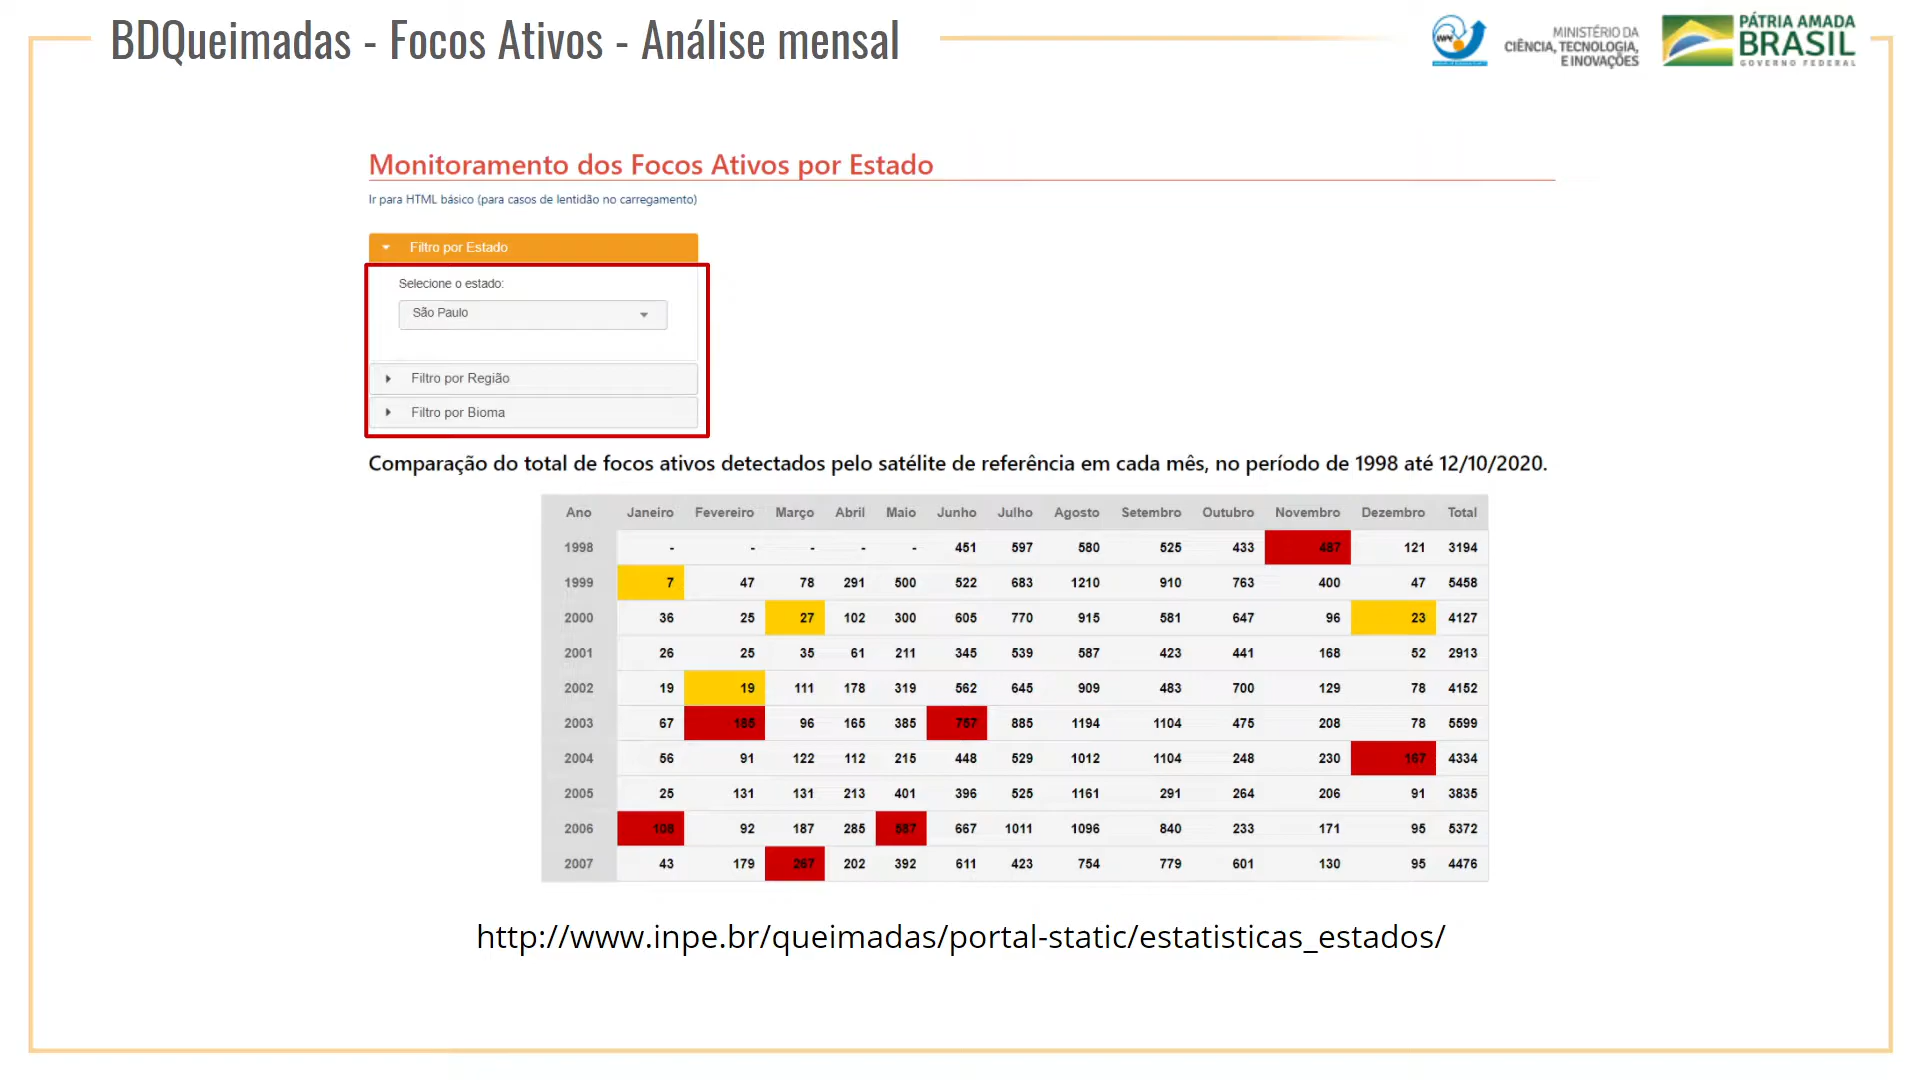 BDQueimadas - Focos Ativos - Análise mensal
INPE
MINISTÉRIO DA
CIÊNCIA, TECNOLOGIA,
E INOVAÇÕES
PÁTRIA AMADA
BRASIL
GOVERNO FEDERAL
Monitoramento dos Focos Ativos por Estado
Ir para HTML básico (para casos de lentidão no carregamento)
Filtro por Estado
Selecione o estado:
São Paulo
Filtro por Região
Filtro por Bioma
Comparação do total de focos ativos detectados pelo satélite de referência em cada mês, no período de 1998 até 12/10/2020.
Ano Janeiro Fevereiro Março Abril Maio Junho Julho Agosto Setembro Outubro Novembro Dezembro Total
1998 - - - - - 451 597 580 525 433 487 121 3194
1999 7 47 78 291 500 522 683 1210 910 763 400 47 5458
2000 36 25 27 102 300 605 770 915 581 647 96 23 4127
2001 26 25 35 61 211 345 539 587 423 441 168 52 2913
2002 19 19 111 178 319 562 645 909 483 700 129 78 4152
2003 67 185 96 165 385 757 885 1194 1104 475 208 78 5599
2004 56 91 122 112 215 448 529 1012 1104 248 230 167 4334
2005 25 131 131 213 401 396 525 1161 291 264 206 91 3835
2006 108 92 187 285 587 667 1011 1096 840 233 171 95 5372
2007 43 179 267 202 392 611 423 754 779 601 130 95 4476
http://www.inpe.br/queimadas/portal-static/estatisticas_estados/